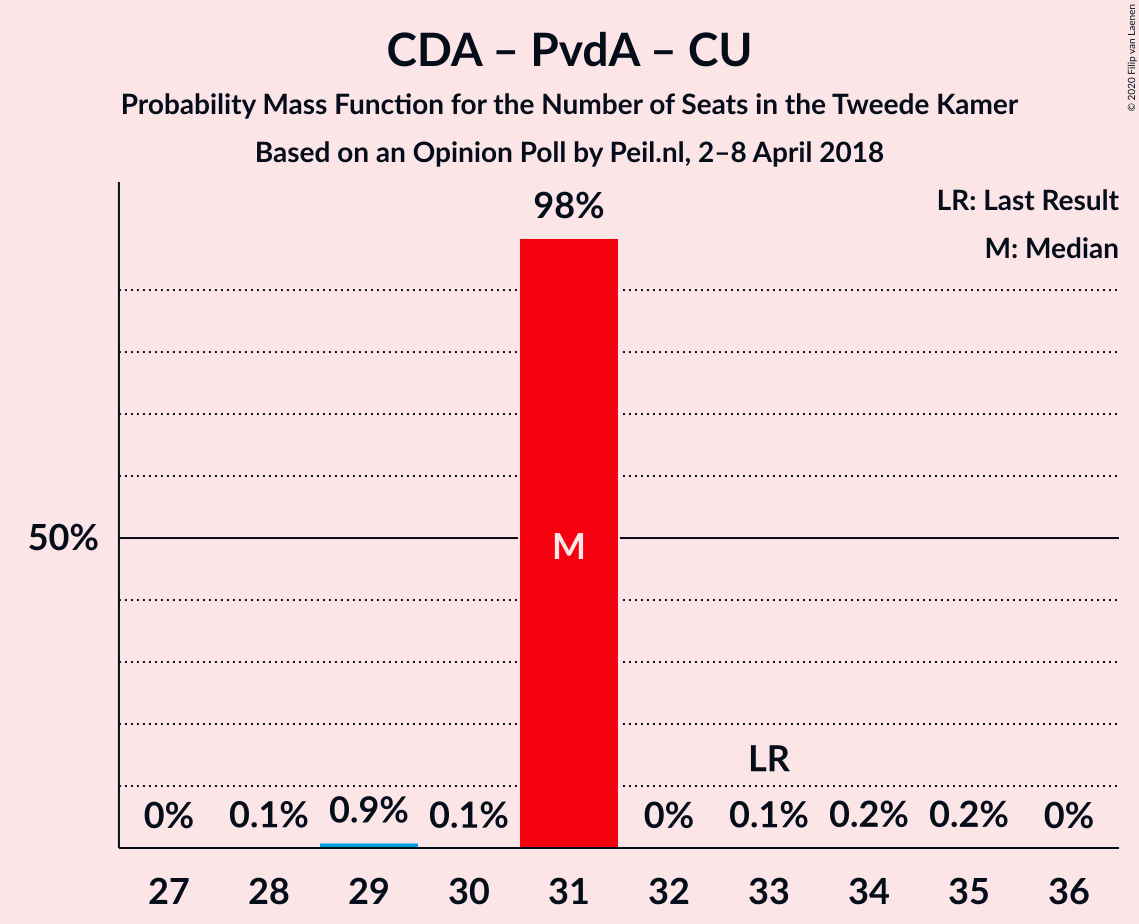 CDA – PvdA – CU
Probability Mass Function for the Number of Seats in the Tweede Kamer
Based on an Opinion Poll by Peil.nl, 2–8 April 2018
© 2020 Filip van Laenen
LR: Last Result
M: Median
98%
50%
M
LR
0% 0.1% 0.9% 0.1% 0% 0.1% 0.2% 0.2% 0%
27 28 29 30 31 32 33 34 35 36